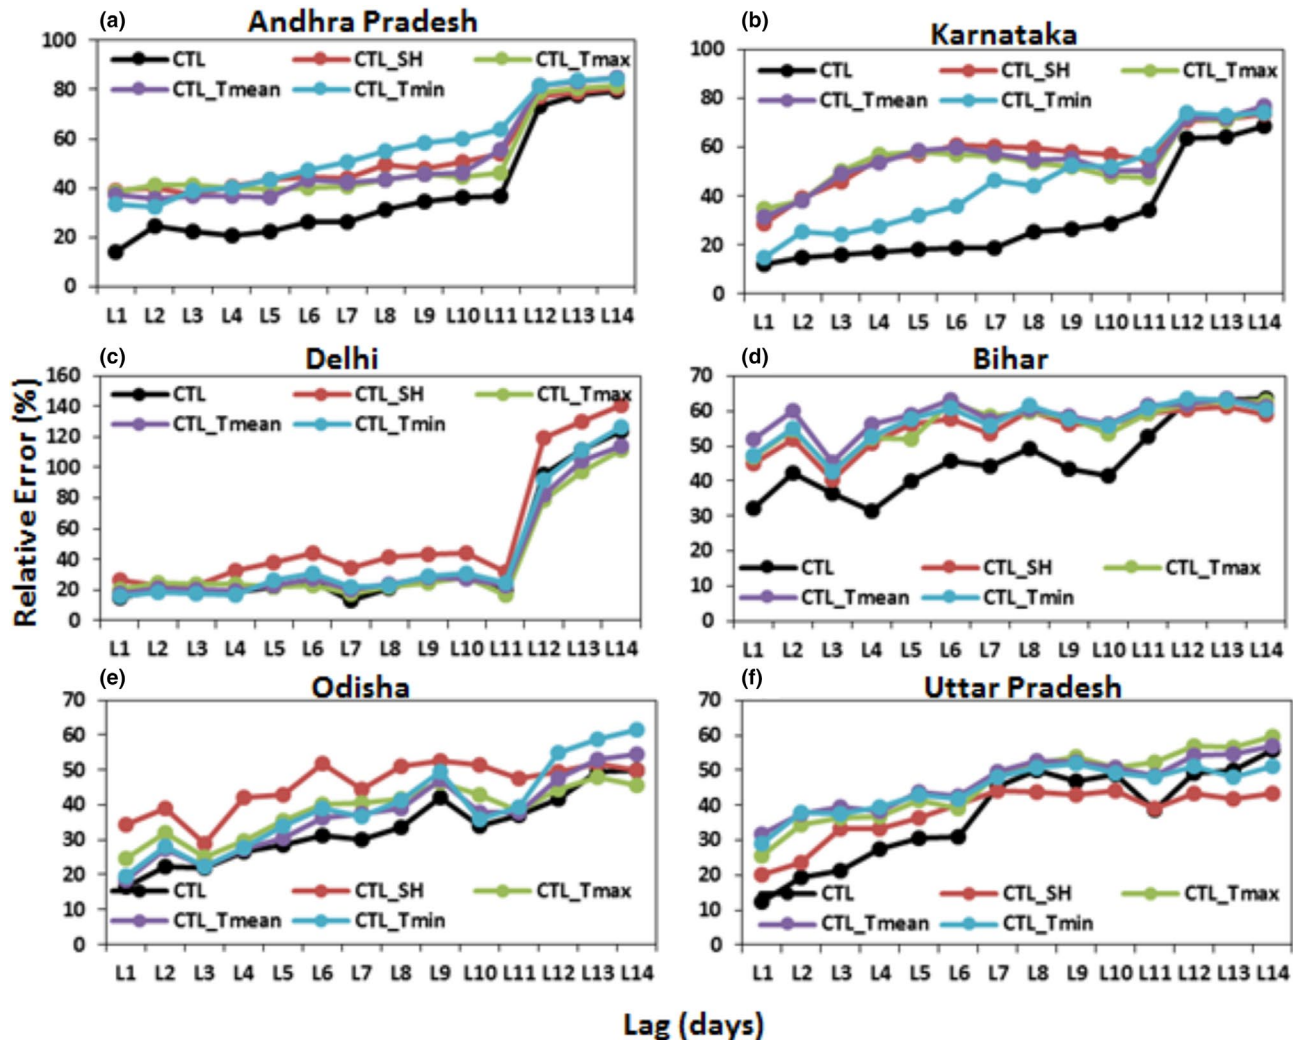 (a) Andhra Pradesh
100
CTL CTL_SH CTL_Tmax
80
CTL_Tmean CTL_Tmin
60
40
20
0
L1 L2 L3 L4 L5 L6 L7 L8 L9 L10 L11 L12 L13 L14
(b) Karnataka
100
CTL CTL_SH CTL_Tmax
80
CTL_Tmean CTL_Tmin
60
40
20
0
L1 L2 L3 L4 L5 L6 L7 L8 L9 L10 L11 L12 L13 L14
Relative Error (%)
(c) Delhi
160
CTL CTL_SH CTL_Tmax
140
CTL_Tmean CTL_Tmin
120
100
80
60
40
20
0
L1 L2 L3 L4 L5 L6 L7 L8 L9 L10 L11 L12 L13 L14
(d) Bihar
70
60
50
40
30
20
CTL CTL_SH CTL_Tmax
10
CTL_Tmean CTL_Tmin
0
L1 L2 L3 L4 L5 L6 L7 L8 L9 L10 L11 L12 L13 L14
(e) Odisha
70
60
50
40
30
20
CTL CTL_SH CTL_Tmax
10
CTL_Tmean CTL_Tmin
0
L1 L2 L3 L4 L5 L6 L7 L8 L9 L10 L11 L12 L13 L14
(f) Uttar Pradesh
70
60
50
40
30
20
CTL CTL_SH CTL_Tmax
10
CTL_Tmean CTL_Tmin
0
L1 L2 L3 L4 L5 L6 L7 L8 L9 L10 L11 L12 L13 L14
Lag (days)